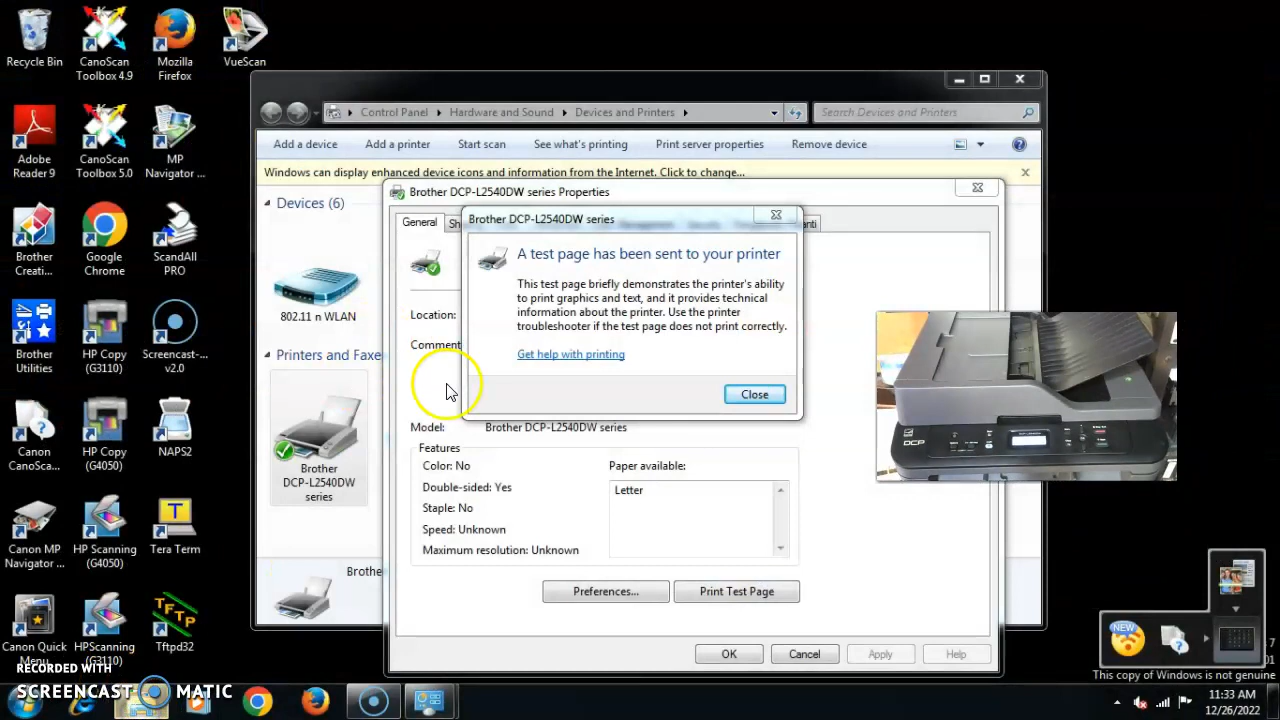 Recycle Bin
CanoScan
Toolbox 4.9
Mozilla
Firefox
VueScan
Adobe
Reader 9
CanoScan
Toolbox 5.0
MP
Navigator ...
Brother
Creati...
Google
Chrome
ScandAll
PRO
Brother
Utilities
HP Copy
(G3110)
Screencast-...
v2.0
Canon
CanoSca...
HP Copy
(G4050)
NAPS2
Canon MP
Navigator ...
HP Scanning
(G4050)
Tera Term
Canon Quick
Menu
HPScanning
(G3110)
Tftpd32
Control Panel
Hardware and Sound
Devices and Printers
Search Devices and Printers
Add a device
Add a printer
Start scan
See what's printing
Print server properties
Remove device
Windows can display enhanced device icons and information from the Internet. Click to change...
Devices (6)
802.11 n WLAN
Printers and Faxe
Brother
DCP-L2540DW
series
Brothe
Brother DCP-L2540DW series Properties
General
Sh
Brother DCP-L2540DW series
A test page has been sent to your printer
This test page briefly demonstrates the printer's ability
to print graphics and text, and it provides technical
information about the printer. Use the printer
troubleshooter if the test page does not print correctly.
Get help with printing
Close
Location:
Comment
Model:
Brother DCP-L2540DW series
Features
Color: No
Double-sided: Yes
Staple: No
Speed: Unknown
Maximum resolution: Unknown
Paper available:
Letter
Preferences...
Print Test Page
OK
Cancel
Apply
Help
DCP
NEW
7
01
This copy of Windows is not genuine
RECORDED WITH
SCREENCAST MATIC
11:33 AM
12/26/2022